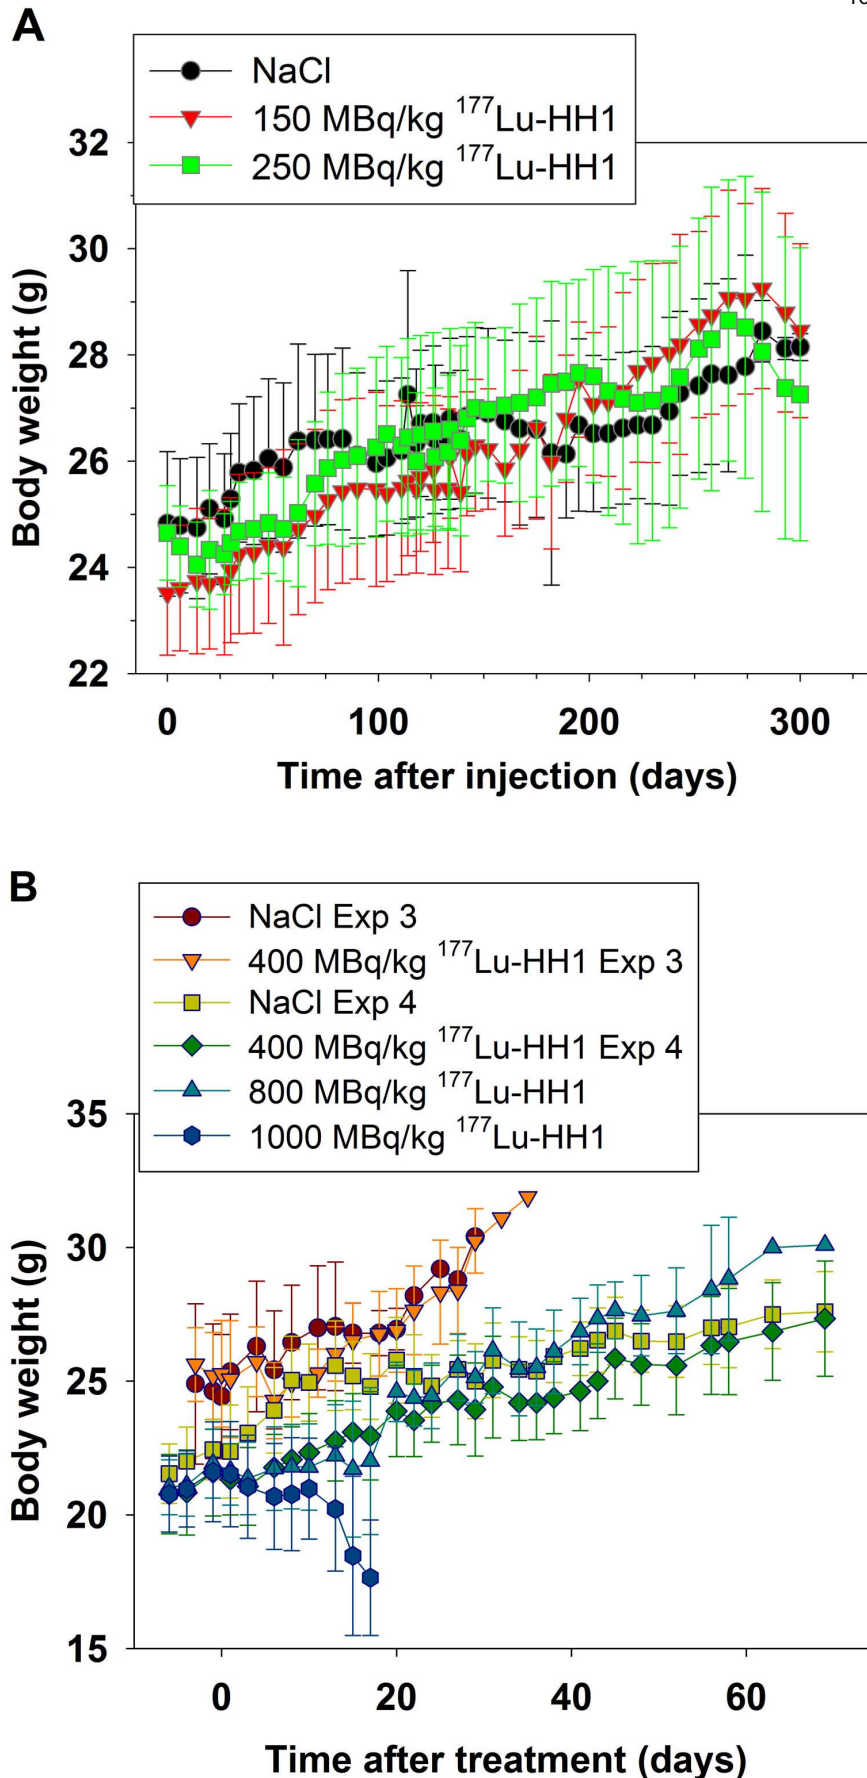 A
NaCl
150 MBq/kg ¹⁷⁷Lu-HH1
250 MBq/kg ¹⁷⁷Lu-HH1
32
30
28
26
24
22
Body weight (g)
0 100 200 300
Time after injection (days)
B
NaCl Exp 3
400 MBq/kg ¹⁷⁷Lu-HH1 Exp 3
NaCl Exp 4
400 MBq/kg ¹⁷⁷Lu-HH1 Exp 4
800 MBq/kg ¹⁷⁷Lu-HH1
1000 MBq/kg ¹⁷⁷Lu-HH1
35
30
25
20
15
Body weight (g)
0 20 40 60
Time after treatment (days)